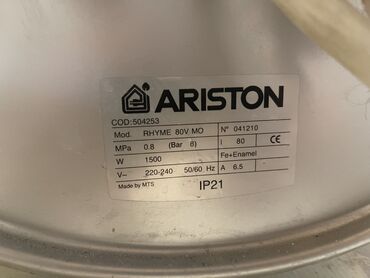 ARISTON
COD:504253
Mod. RHYME 80V MO N° 041210
MPa 0.8 (Bar 8) l 80 CE
W 1500 Fe+Enamel
V~ 220-240 50/60 Hz A 6.5
Made by MTS IP21